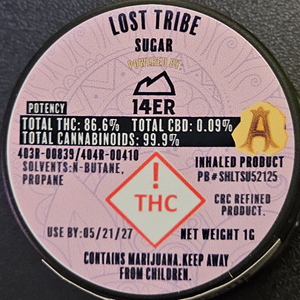 LOST TRIBE
SUGAR
POWERED BY
14ER
POTENCY
TOTAL THC: 86.6% TOTAL CBD: 0.09%
TOTAL CANNABINOIDS: 99.9%
A
403R-00839/404R-00410
SOLVENTS: N-BUTANE,
PROPANE
INHALED PRODUCT
PB# SHLTSU52125
!
THC
CRC REFINED
PRODUCT.
USE BY: 05/21/27
NET WEIGHT 1G
CONTAINS MARIJUANA. KEEP AWAY
FROM CHILDREN.